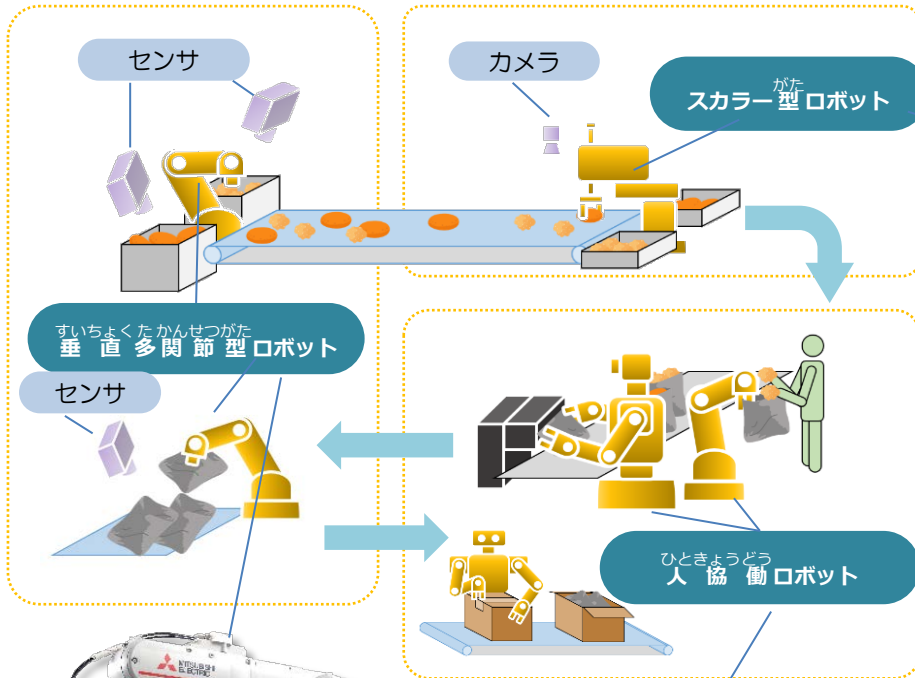 センサ
カメラ
がた
スカラー型ロボット
すいちょくたかんせつがた
垂直多関節型ロボット
センサ
ひときょうどう
人協働ロボット
MITSUBISHI
ELECTRIC